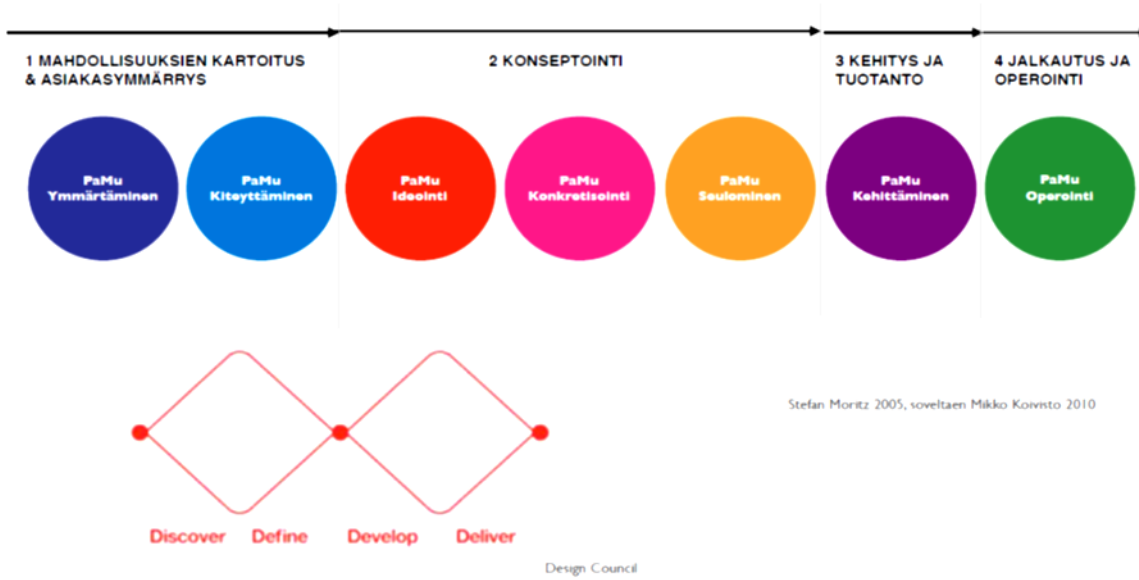 1 MAHDOLLISUUKSIEN KARTOITUS
& ASIAKASYMMÄRRYS
2 KONSEPTOINTI
3 KEHITYS JA
TUOTANTO
4 JALKAUTUS JA
OPEROINTI
PaMu
Ymmärtäminen
PaMu
Kiteyttäminen
PaMu
Ideointi
PaMu
Konkretisointi
PaMu
Seulominen
PaMu
Kehittäminen
PaMu
Operointi
Stefan Moritz 2005, soveltaen Mikko Koivisto 2010
Discover
Define
Develop
Deliver
Design Council